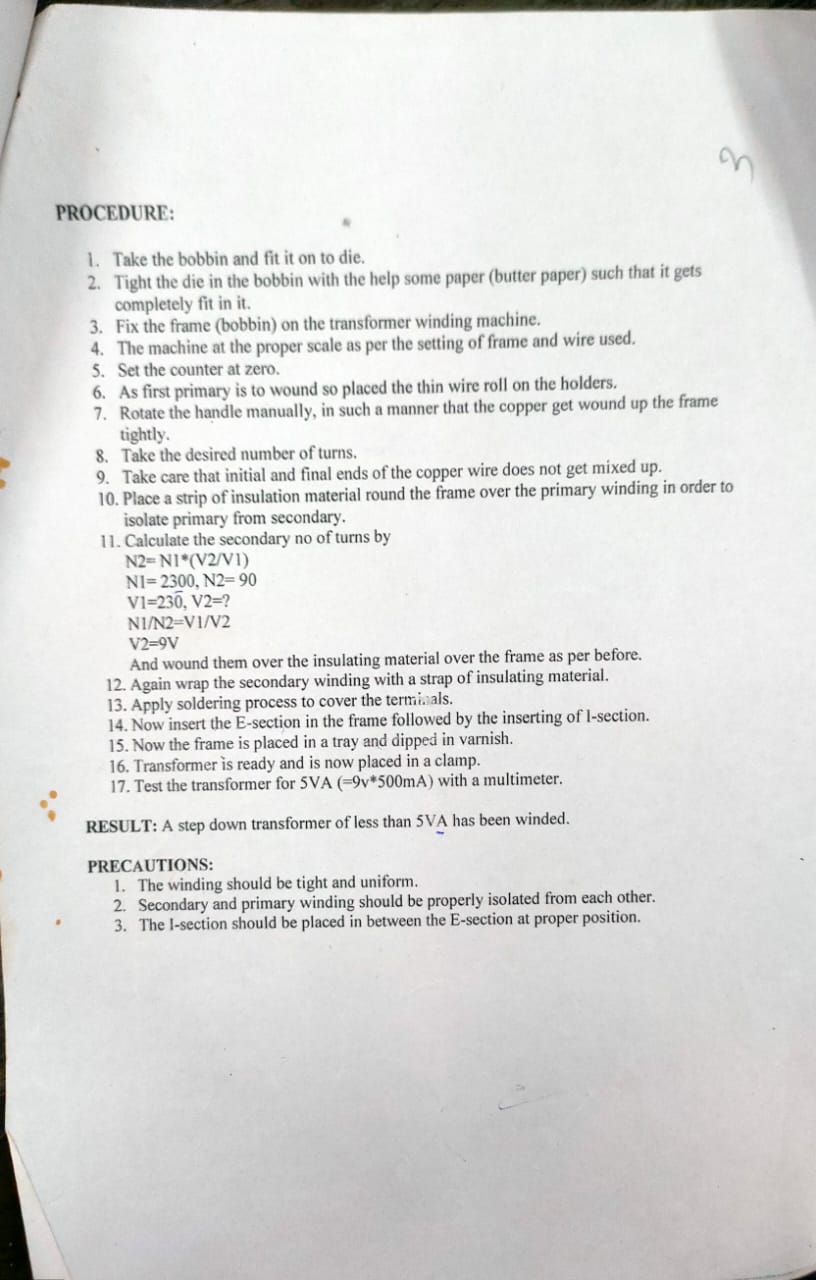 PROCEDURE:
1. Take the bobbin and fit it on to die.
2. Tight the die in the bobbin with the help some paper (butter paper) such that it gets
completely fit in it.
3. Fix the frame (bobbin) on the transformer winding machine.
4. The machine at the proper scale as per the setting of frame and wire used.
5. Set the counter at zero.
6. As first primary is to wound so placed the thin wire roll on the holders.
7. Rotate the handle manually, in such a manner that the copper get wound up the frame
tightly.
8. Take the desired number of turns.
9. Take care that initial and final ends of the copper wire does not get mixed up.
10. Place a strip of insulation material round the frame over the primary winding in order to
isolate primary from secondary.
11. Calculate the secondary no of turns by
N2= N1*(V2/V1)
N1= 2300, N2= 90
V1=230, V2=?
N1/N2=V1/V2
V2=9V
And wound them over the insulating material over the frame as per before.
12. Again wrap the secondary winding with a strap of insulating material.
13. Apply soldering process to cover the terminals.
14. Now insert the E-section in the frame followed by the inserting of I-section.
15. Now the frame is placed in a tray and dipped in varnish.
16. Transformer is ready and is now placed in a clamp.
17. Test the transformer for 5VA (=9v*500mA) with a multimeter.
RESULT: A step down transformer of less than 5VA has been winded.
PRECAUTIONS:
1. The winding should be tight and uniform.
2. Secondary and primary winding should be properly isolated from each other.
3. The I-section should be placed in between the E-section at proper position.